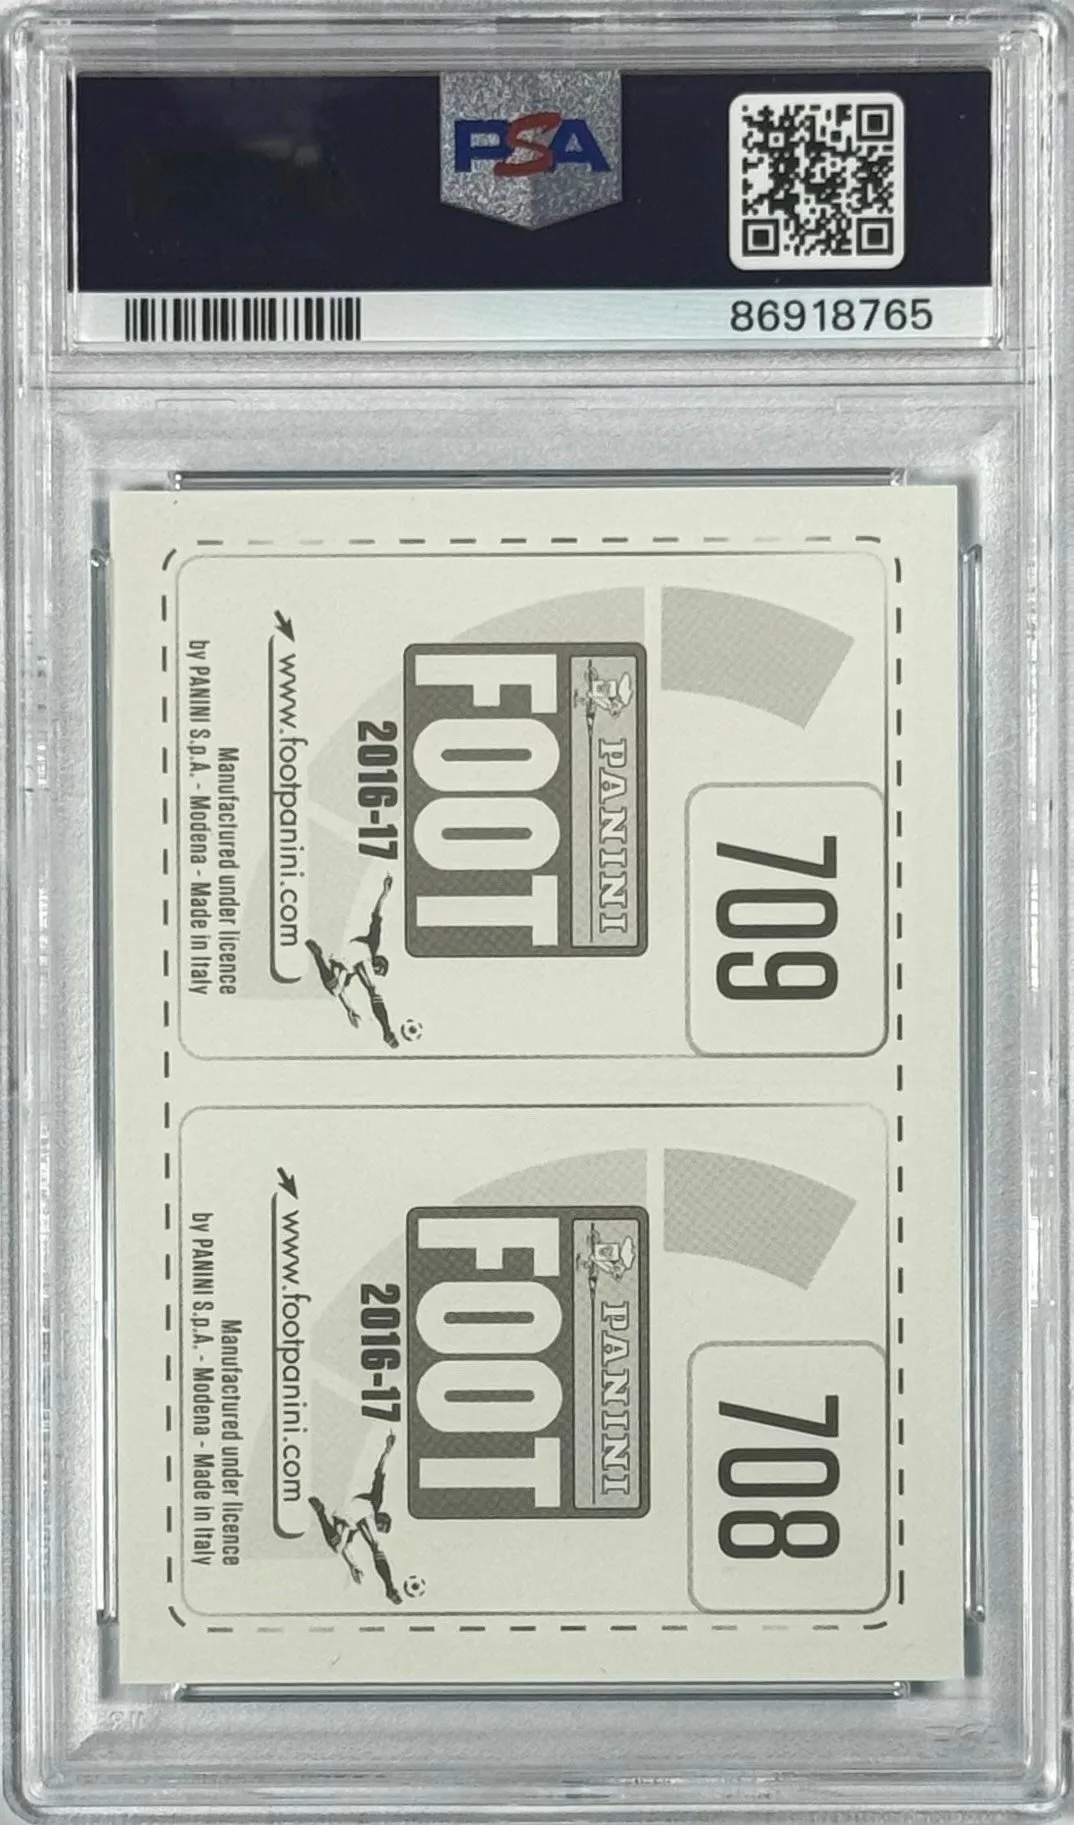 PSA
86918765
709
PANINI
FOOT
2016-17
www.footpanini.com
Manufactured under licence
by PANINI S.p.A. - Modena - Made in Italy
708
PANINI
FOOT
2016-17
www.footpanini.com
Manufactured under licence
by PANINI S.p.A. - Modena - Made in Italy